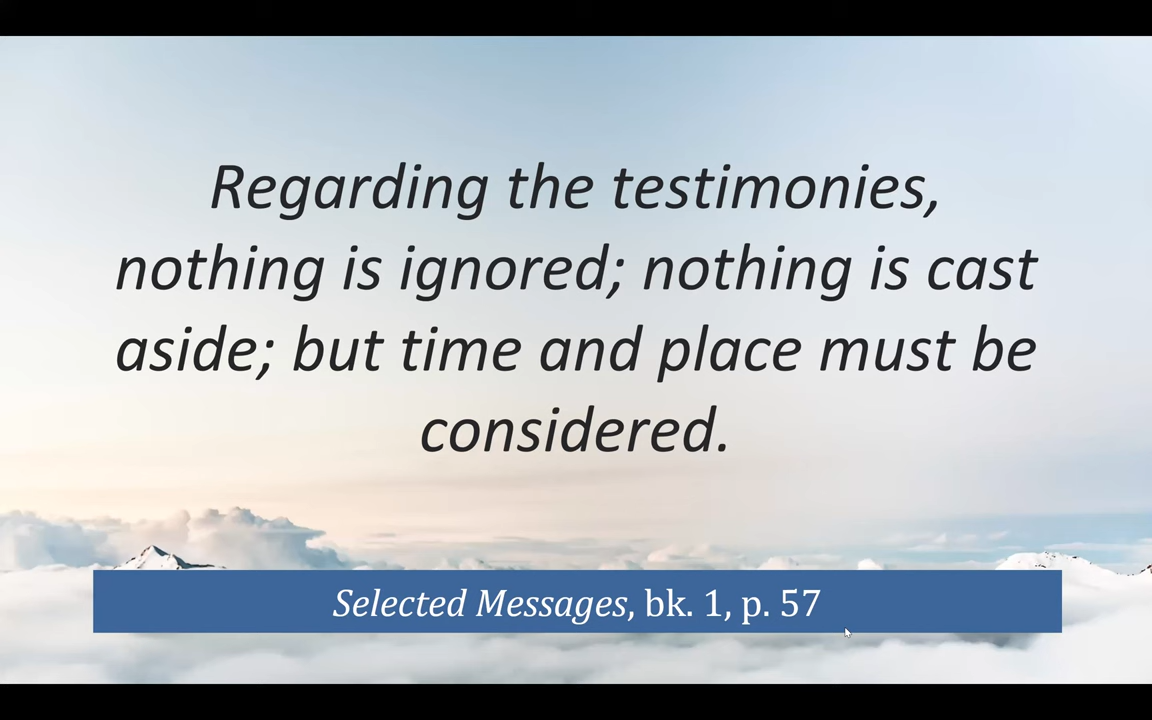 Regarding the testimonies,
nothing is ignored; nothing is cast
aside; but time and place must be
considered.
Selected Messages, bk. 1, p. 57